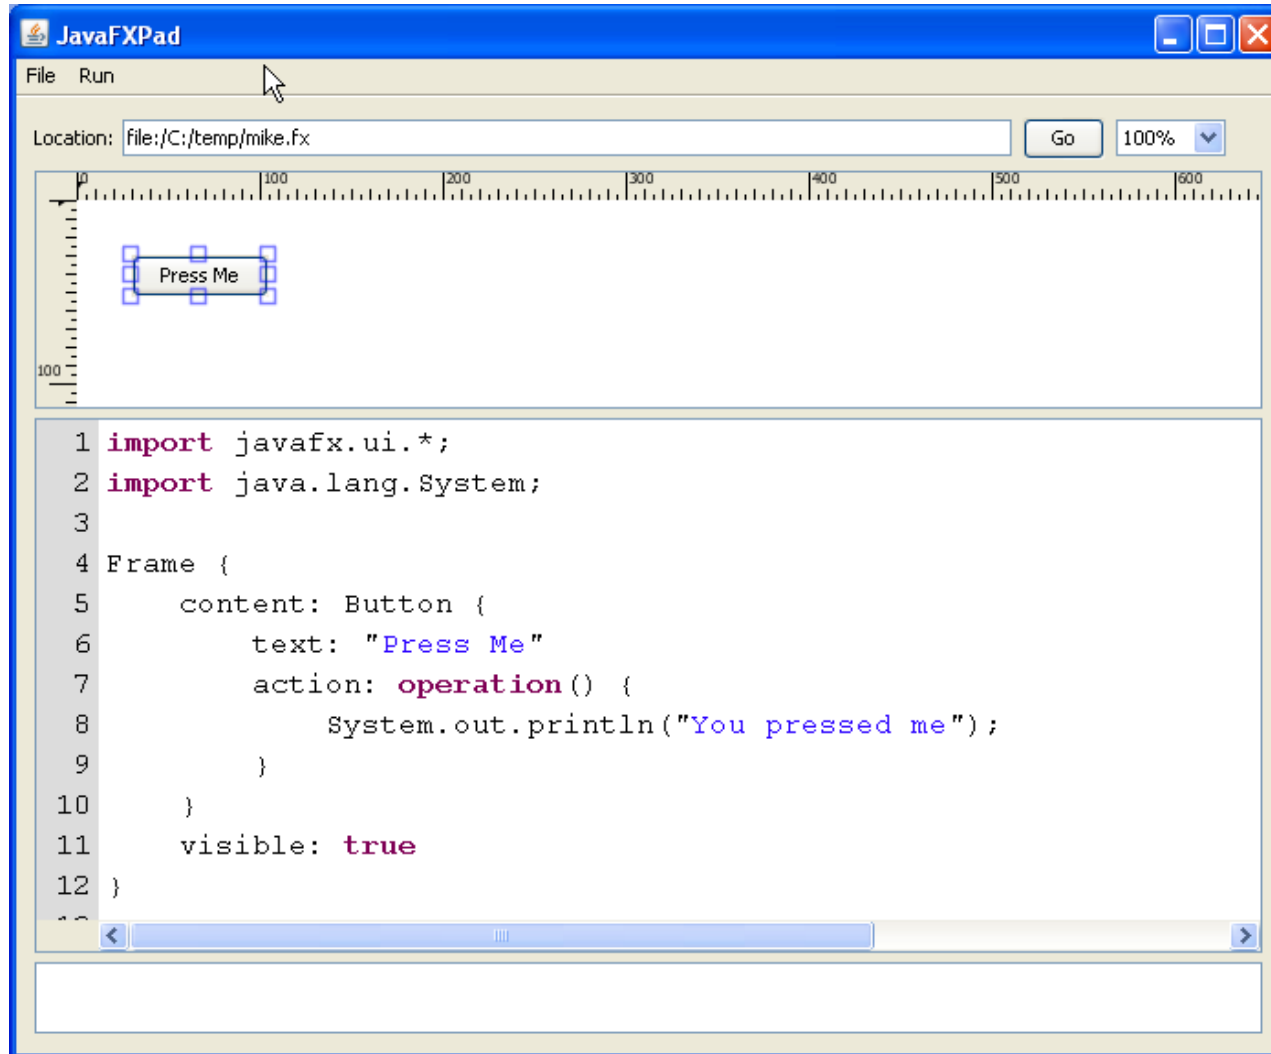 JavaFXPad
File Run
Location: file:/C:/temp/mike.fx Go 100%
0 100 200 300 400 500 600
Press Me
100
1 import javafx.ui.*;
2 import java.lang.System;
3
4 Frame {
5     content: Button {
6         text: "Press Me"
7         action: operation() {
8             System.out.println("You pressed me");
9         }
10     }
11     visible: true
12 }